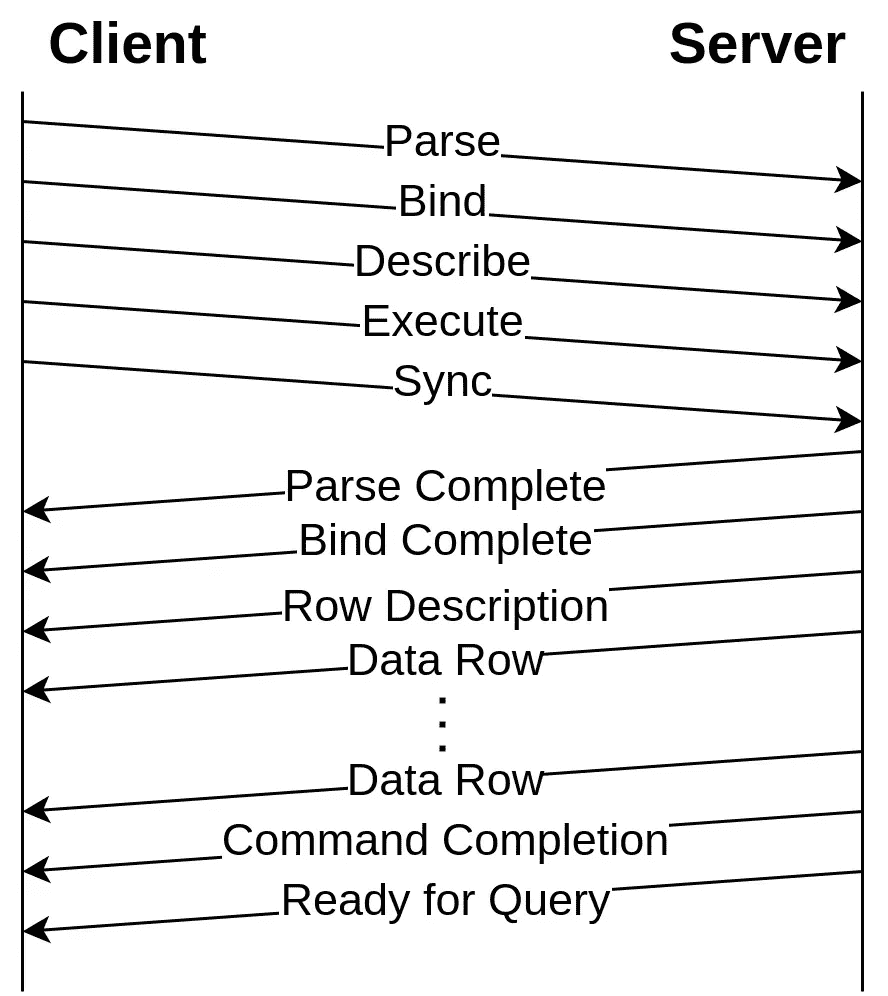 Client
Server
Parse
Bind
Describe
Execute
Sync
Parse Complete
Bind Complete
Row Description
Data Row
Data Row
Command Completion
Ready for Query